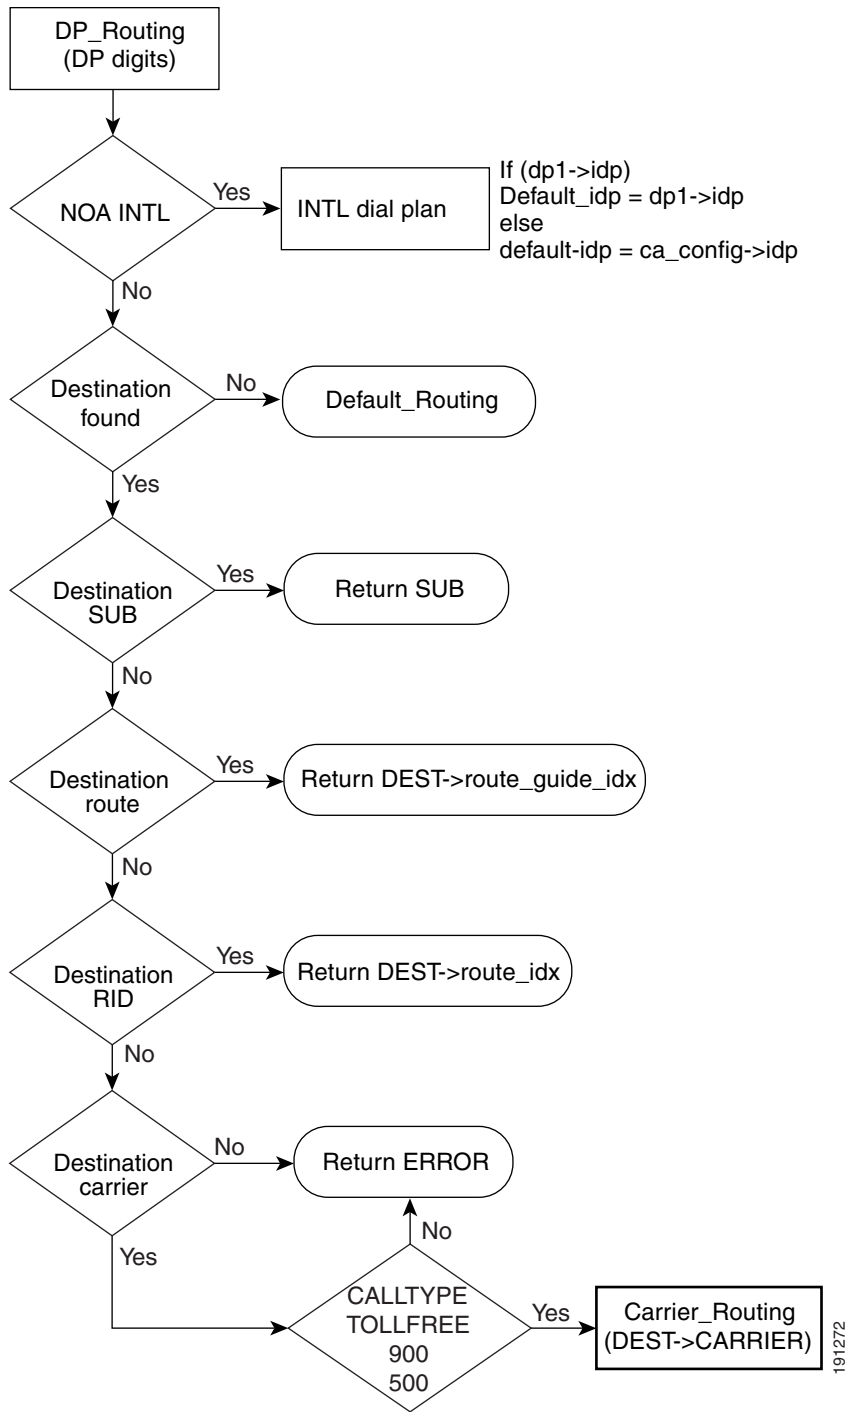 DP_Routing
(DP digits)
NOA INTL
Yes
INTL dial plan
If (dp1->idp)
Default_idp = dp1->idp
else
default-idp = ca_config->idp
No
Destination
found
No
Default_Routing
Yes
Destination
SUB
Yes
Return SUB
No
Destination
route
Yes
Return DEST->route_guide_idx
No
Destination
RID
Yes
Return DEST->route_idx
No
Destination
carrier
No
Return ERROR
Yes
No
CALLTYPE
TOLLFREE
900
500
Yes
Carrier_Routing
(DEST->CARRIER)
191272